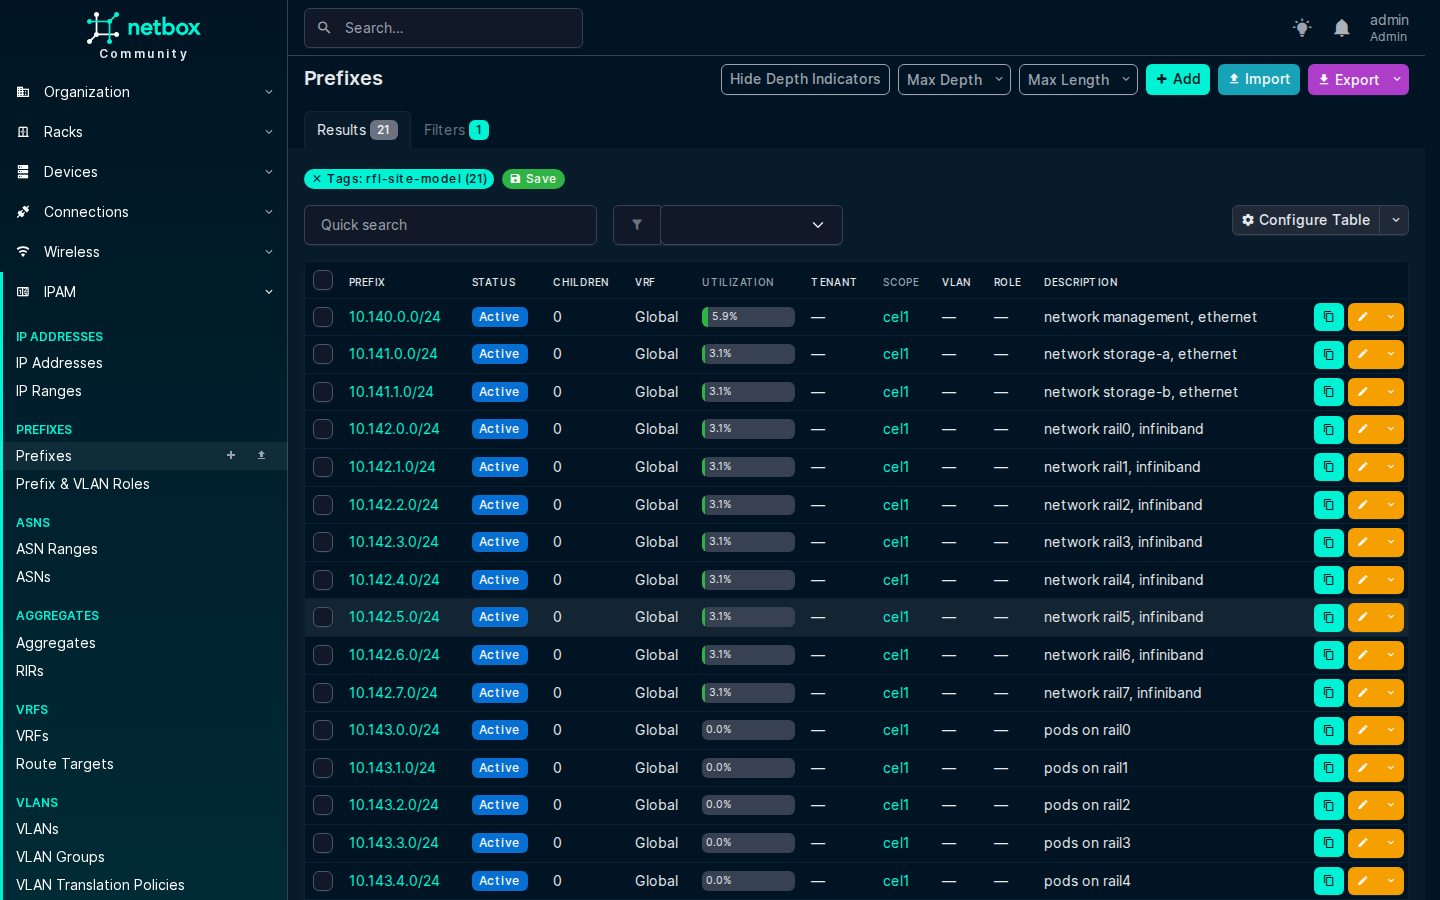 netbox
Community
Search...
admin
Admin
Organization
Racks
Devices
Connections
Wireless
IPAM
IP ADDRESSES
IP Addresses
IP Ranges
PREFIXES
Prefixes
Prefix & VLAN Roles
ASNS
ASN Ranges
ASNs
AGGREGATES
Aggregates
RIRs
VRFS
VRFs
Route Targets
VLANS
VLANs
VLAN Groups
VLAN Translation Policies
Prefixes
Hide Depth Indicators Max Depth Max Length Add Import Export
Results 21 Filters 1
Tags: rfl-site-model (21) Save
Quick search
Configure Table
PREFIX STATUS CHILDREN VRF UTILIZATION TENANT SCOPE VLAN ROLE DESCRIPTION
10.140.0.0/24 Active 0 Global 5.9% — cel1 — — network management, ethernet
10.141.0.0/24 Active 0 Global 3.1% — cel1 — — network storage-a, ethernet
10.141.1.0/24 Active 0 Global 3.1% — cel1 — — network storage-b, ethernet
10.142.0.0/24 Active 0 Global 3.1% — cel1 — — network rail0, infiniband
10.142.1.0/24 Active 0 Global 3.1% — cel1 — — network rail1, infiniband
10.142.2.0/24 Active 0 Global 3.1% — cel1 — — network rail2, infiniband
10.142.3.0/24 Active 0 Global 3.1% — cel1 — — network rail3, infiniband
10.142.4.0/24 Active 0 Global 3.1% — cel1 — — network rail4, infiniband
10.142.5.0/24 Active 0 Global 3.1% — cel1 — — network rail5, infiniband
10.142.6.0/24 Active 0 Global 3.1% — cel1 — — network rail6, infiniband
10.142.7.0/24 Active 0 Global 3.1% — cel1 — — network rail7, infiniband
10.143.0.0/24 Active 0 Global 0.0% — cel1 — — pods on rail0
10.143.1.0/24 Active 0 Global 0.0% — cel1 — — pods on rail1
10.143.2.0/24 Active 0 Global 0.0% — cel1 — — pods on rail2
10.143.3.0/24 Active 0 Global 0.0% — cel1 — — pods on rail3
10.143.4.0/24 Active 0 Global 0.0% — cel1 — — pods on rail4